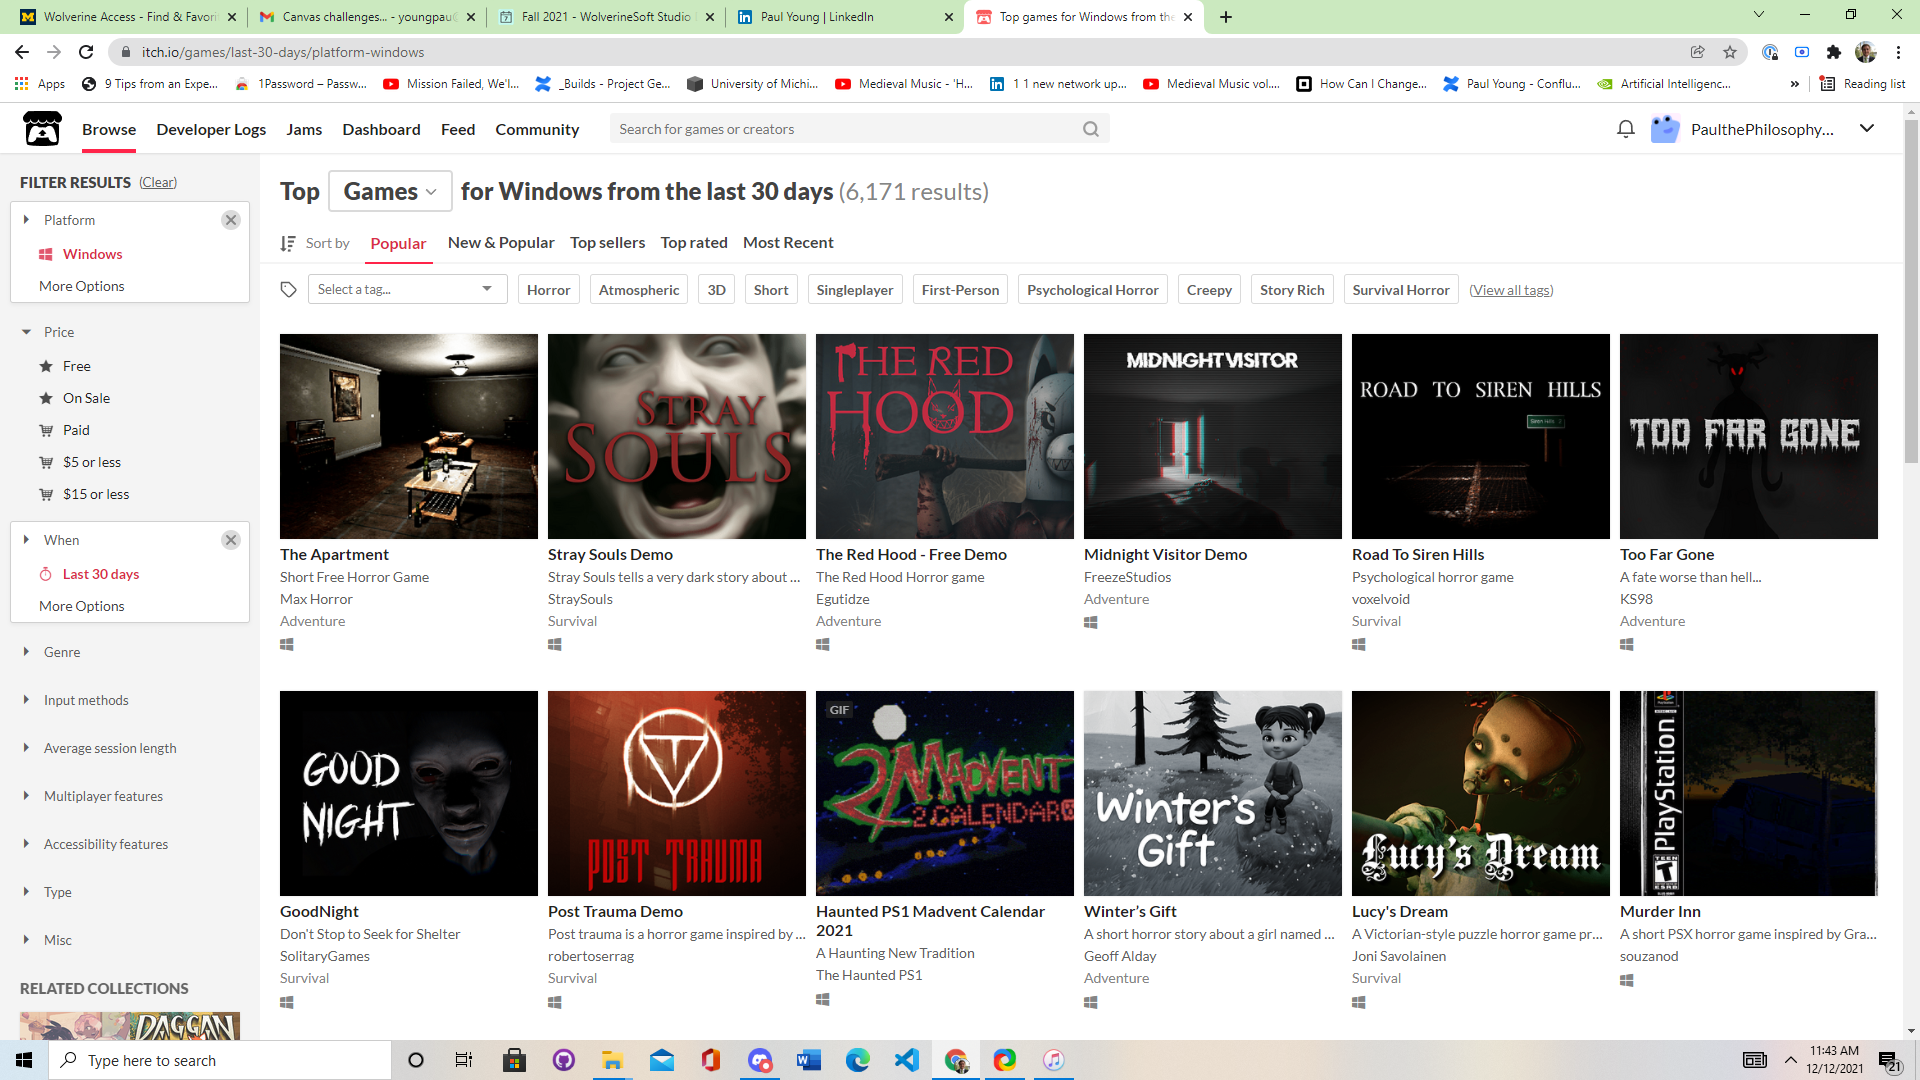 Wolverine Access - Find & Favorit
Canvas challenges... - youngpau@
Fall 2021 - WolverineSoft Studio
Paul Young | LinkedIn
Top games for Windows from the
itch.io/games/last-30-days/platform-windows
Apps
9 Tips from an Expe...
1Password – Passw...
Mission Failed, We'l...
_Builds - Project Ge...
University of Michi...
Medieval Music - 'H...
1 1 new network up...
Medieval Music vol....
How Can I Change...
Paul Young - Conflu...
Artificial Intelligenc...
»
Reading list
Browse
Developer Logs
Jams
Dashboard
Feed
Community
Search for games or creators
PaulthePhilosophy...
FILTER RESULTS (Clear)
Platform
Windows
More Options
Price
Free
On Sale
Paid
$5 or less
$15 or less
When
Last 30 days
More Options
Genre
Input methods
Average session length
Multiplayer features
Accessibility features
Type
Misc
RELATED COLLECTIONS
DAGGAN
Top Games for Windows from the last 30 days (6,171 results)
Sort by Popular New & Popular Top sellers Top rated Most Recent
Select a tag...
Horror
Atmospheric
3D
Short
Singleplayer
First-Person
Psychological Horror
Creepy
Story Rich
Survival Horror
(View all tags)
The Apartment
Short Free Horror Game
Max Horror
Adventure
STRAY
SOULS
Stray Souls Demo
Stray Souls tells a very dark story about ...
StraySouls
Survival
THE RED
HOOD
The Red Hood - Free Demo
The Red Hood Horror game
Egutidze
Adventure
MIDNIGHT VISITOR
Midnight Visitor Demo
FreezeStudios
Adventure
ROAD TO SIREN HILLS
Siren Hills 2
Road To Siren Hills
Psychological horror game
voxelvoid
Survival
TOO FAR GONE
Too Far Gone
A fate worse than hell...
KS98
Adventure
GOOD
NIGHT
GoodNight
Don't Stop to Seek for Shelter
SolitaryGames
Survival
POST TRAUMA
Post Trauma Demo
Post trauma is a horror game inspired by ...
robertoserrag
Survival
GIF
MADVENT
CALENDAR
Haunted PS1 Madvent Calendar
2021
A Haunting New Tradition
The Haunted PS1
Winter's
Gift
Winter’s Gift
A short horror story about a girl named ...
Geoff Alday
Adventure
Lucy's Dream
Lucy's Dream
A Victorian-style puzzle horror game pr...
Joni Savolainen
Survival
PlayStation
TEEN
T
ESRB
Murder Inn
A short PSX horror game inspired by Gra...
souzanod
Type here to search
11:43 AM
12/12/2021
21